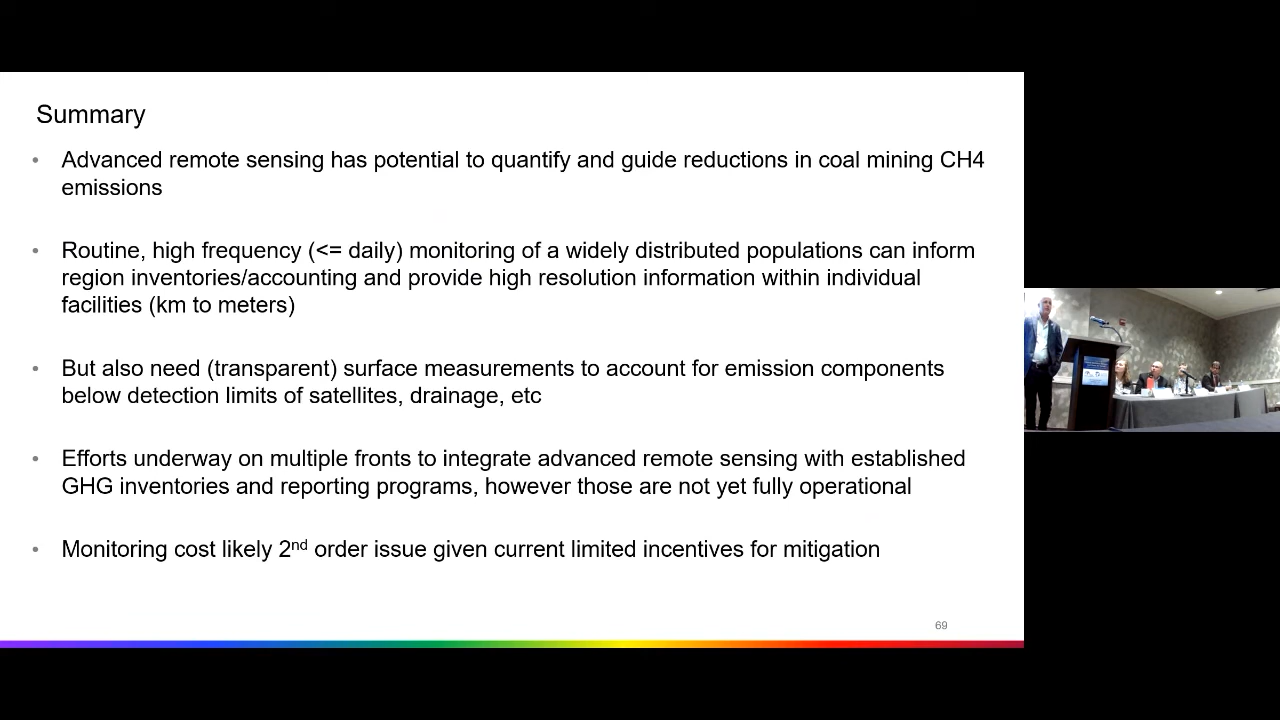 Summary
• Advanced remote sensing has potential to quantify and guide reductions in coal mining CH4
emissions
• Routine, high frequency (<= daily) monitoring of a widely distributed populations can inform
region inventories/accounting and provide high resolution information within individual
facilities (km to meters)
• But also need (transparent) surface measurements to account for emission components
below detection limits of satellites, drainage, etc
• Efforts underway on multiple fronts to integrate advanced remote sensing with established
GHG inventories and reporting programs, however those are not yet fully operational
• Monitoring cost likely 2nd order issue given current limited incentives for mitigation
69